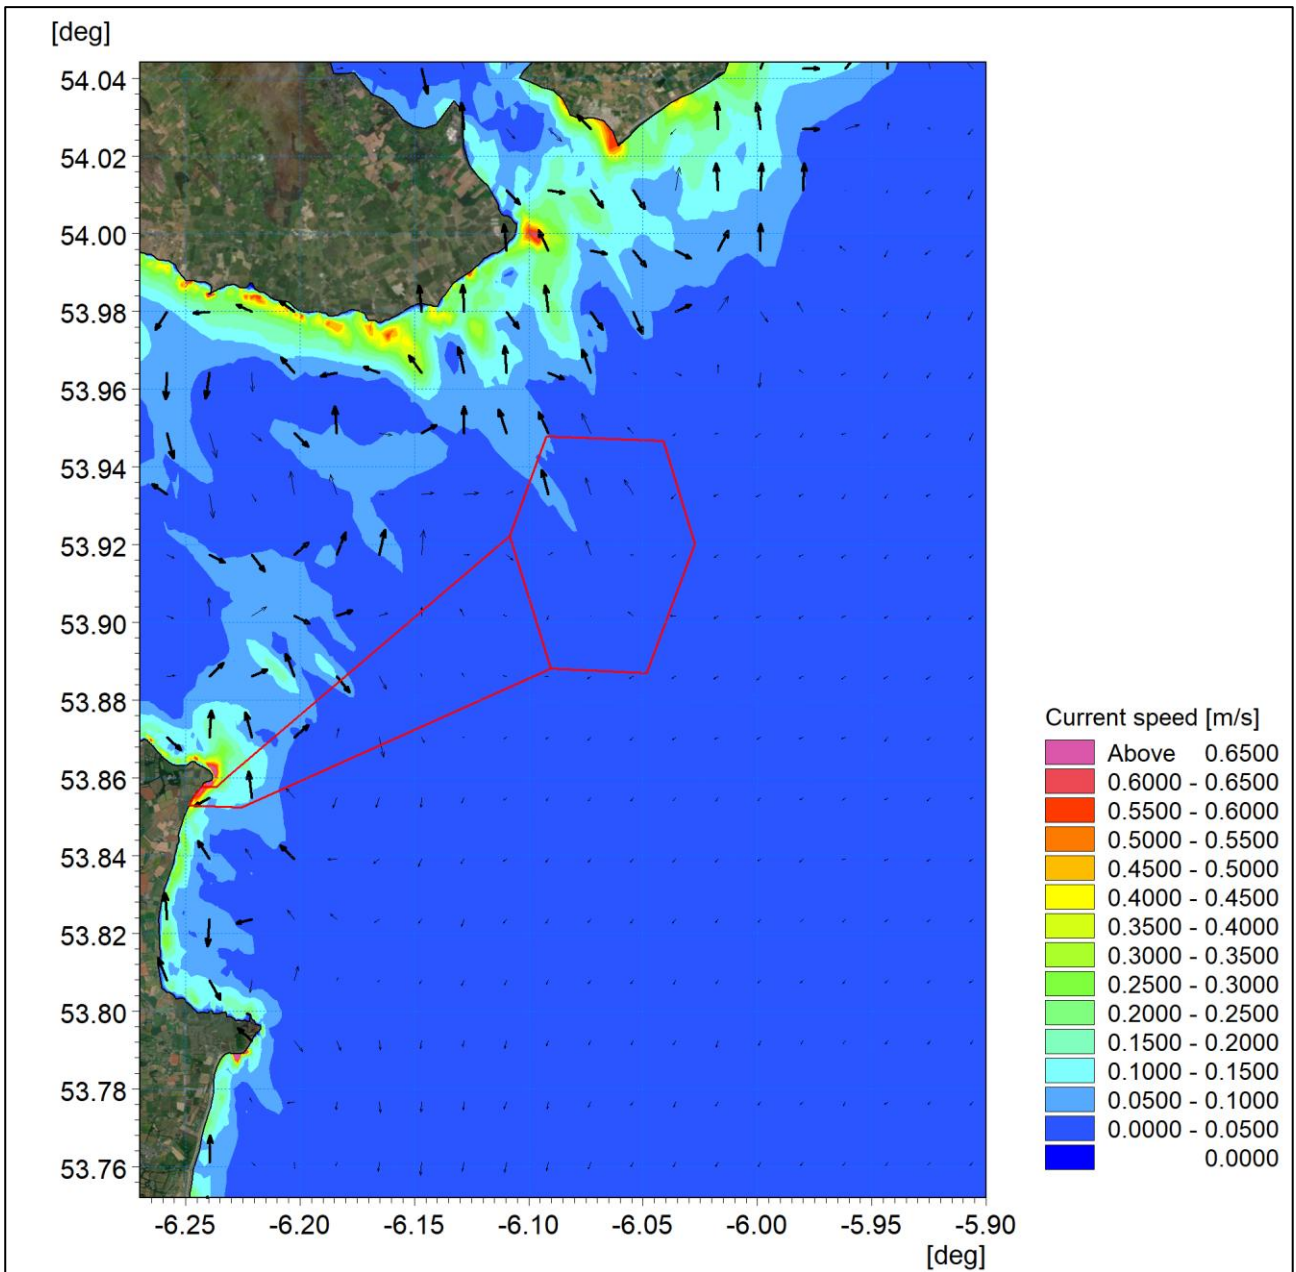 [deg]
54.04
54.02
54.00
53.98
53.96
53.94
53.92
53.90
53.88
53.86
53.84
53.82
53.80
53.78
53.76
-6.25
-6.20
-6.15
-6.10
-6.05
-6.00
-5.95
-5.90
[deg]
Current speed [m/s]
Above 0.6500
0.6000 - 0.6500
0.5500 - 0.6000
0.5000 - 0.5500
0.4500 - 0.5000
0.4000 - 0.4500
0.3500 - 0.4000
0.3000 - 0.3500
0.2500 - 0.3000
0.2000 - 0.2500
0.1500 - 0.2000
0.1000 - 0.1500
0.0500 - 0.1000
0.0000 - 0.0500
0.0000